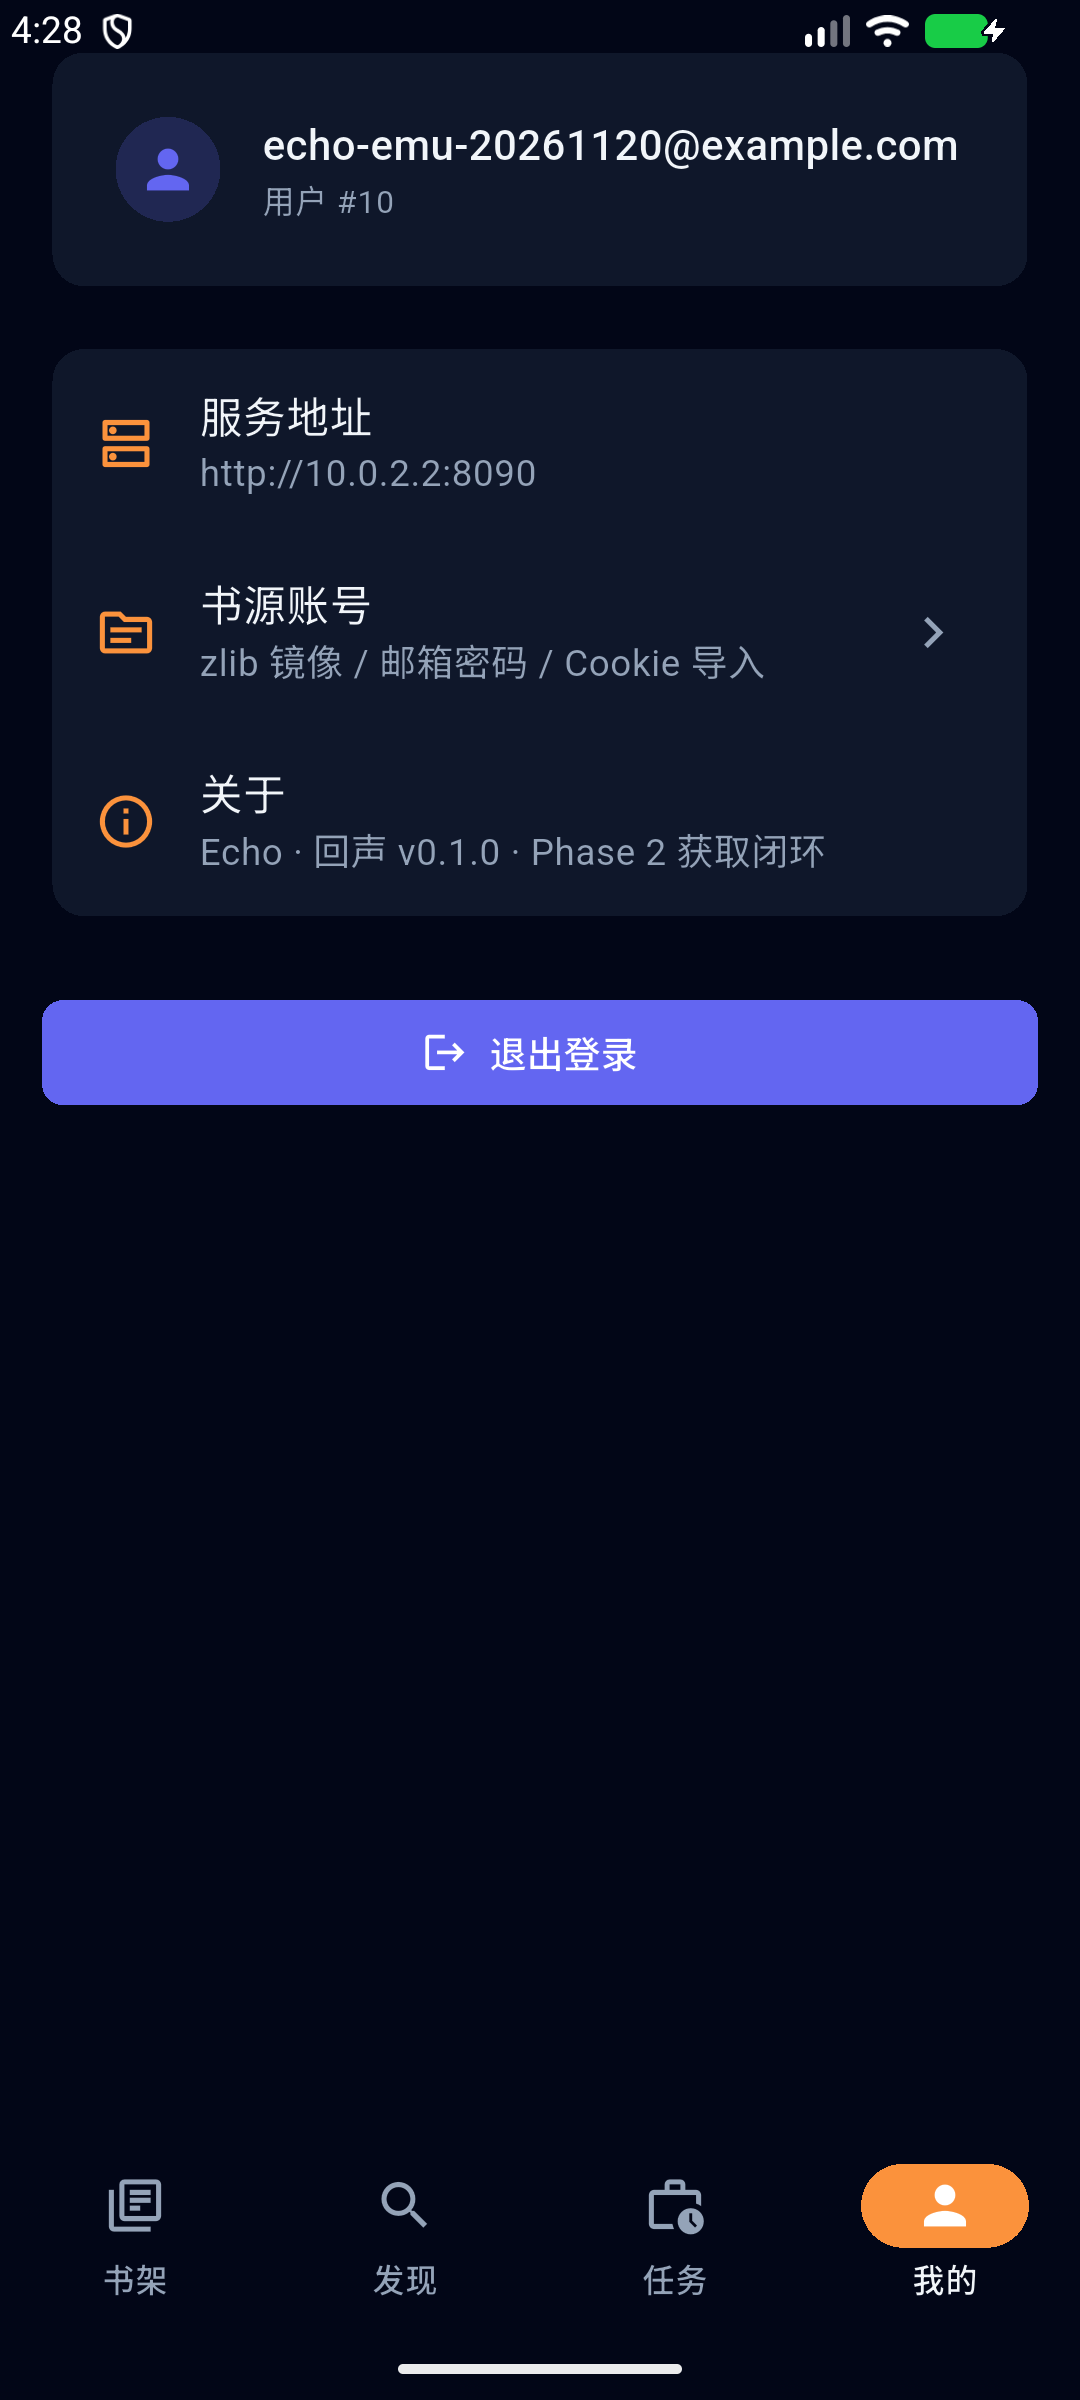 4:28
echo-emu-20261120@example.com
用户 #10
服务地址
http://10.0.2.2:8090
书源账号
zlib 镜像 / 邮箱密码 / Cookie 导入
关于
Echo · 回声 v0.1.0 · Phase 2 获取闭环
退出登录
书架
发现
任务
我的